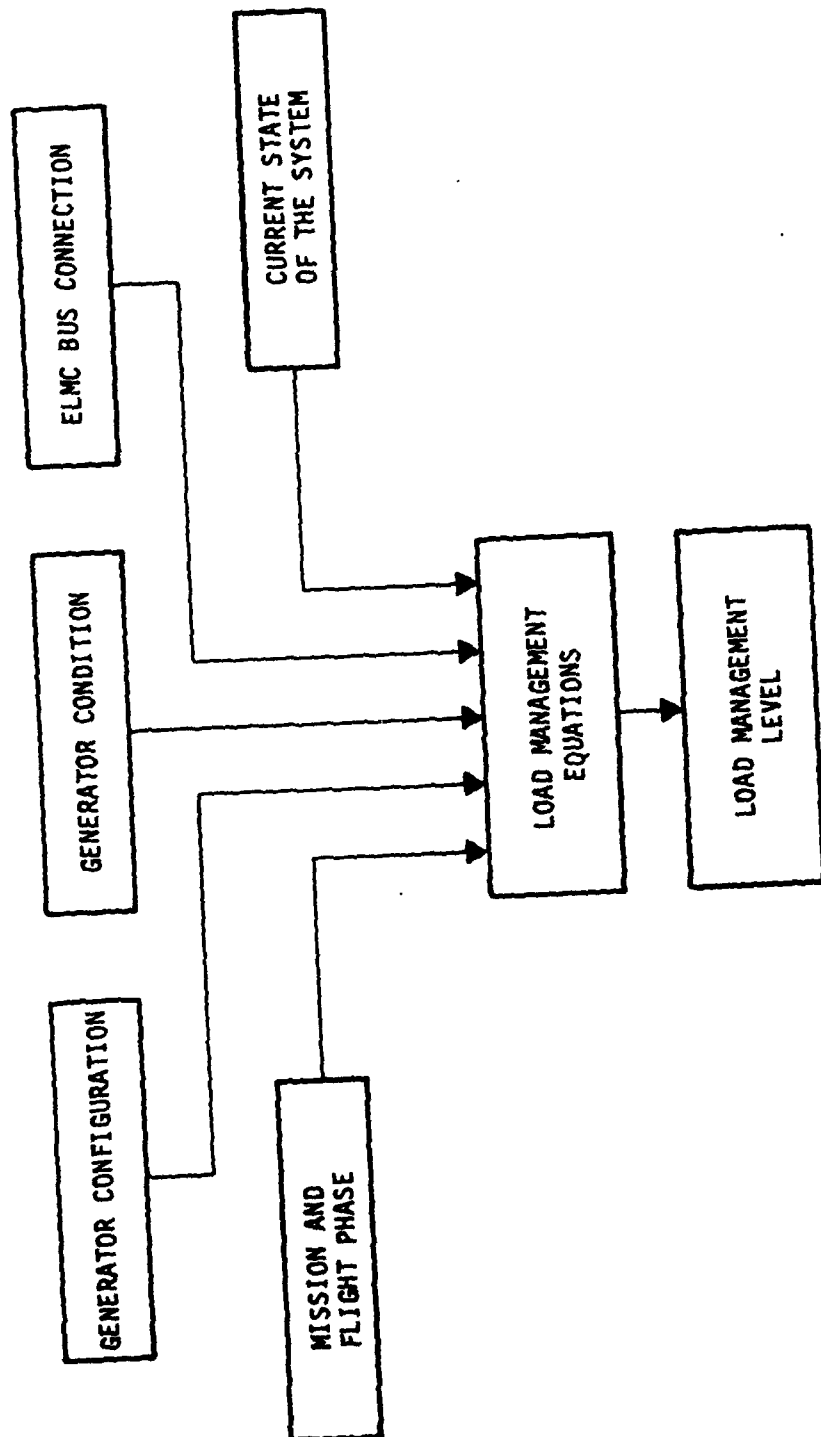 GENERATOR CONFIGURATION
GENERATOR CONDITION
ELMC BUS CONNECTION
MISSION AND
FLIGHT PHASE
CURRENT STATE
OF THE SYSTEM
LOAD MANAGEMENT
EQUATIONS
LOAD MANAGEMENT
LEVEL